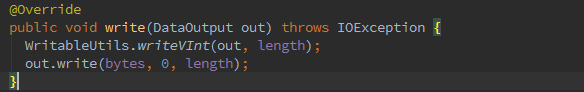 @Override
public void write(DataOutput out) throws IOException {
  WritableUtils.writeVInt(out, length);
  out.write(bytes, 0, length);
}